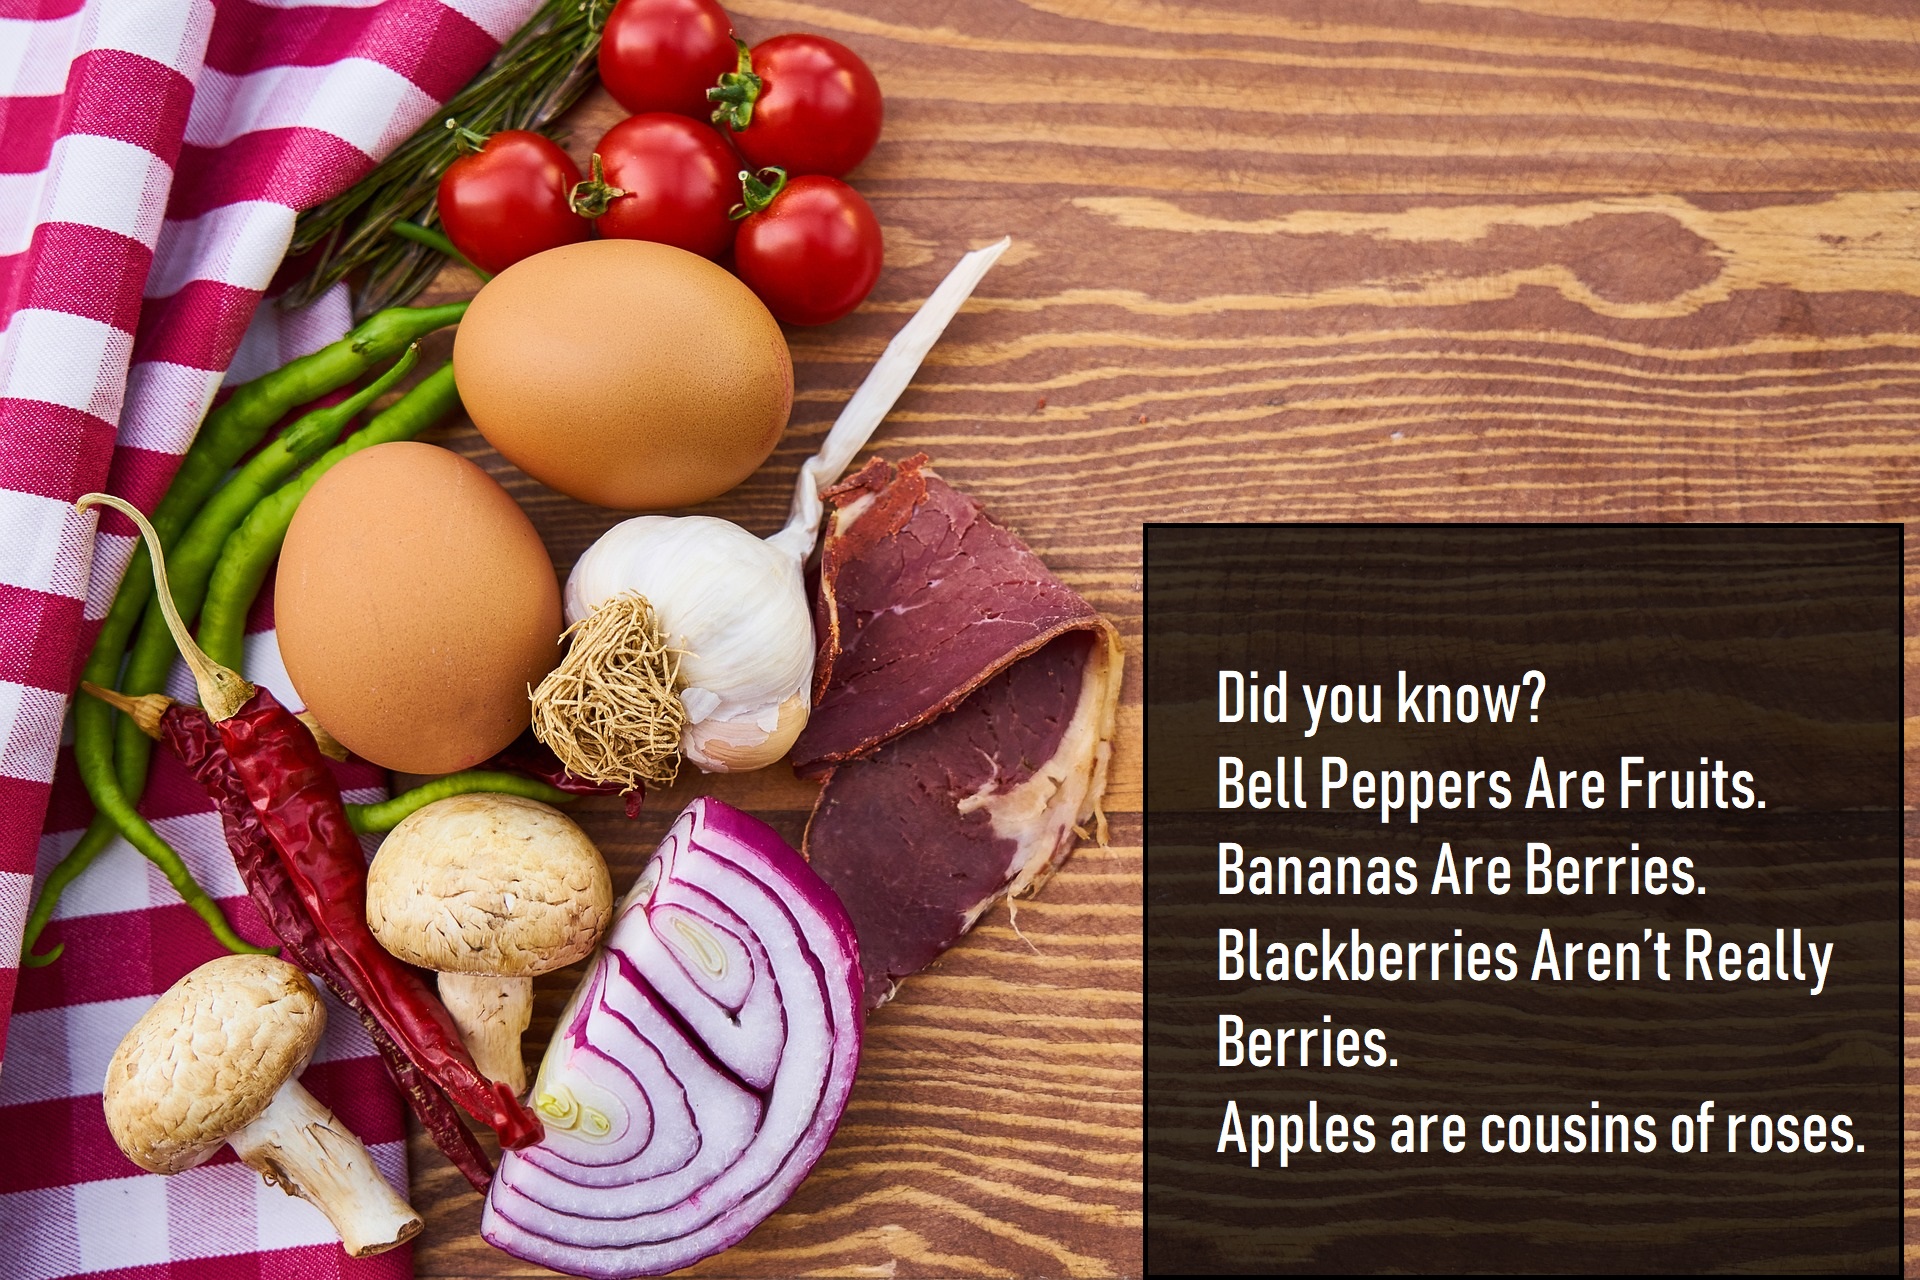 Did you know?
Bell Peppers Are Fruits.
Bananas Are Berries.
Blackberries Aren’t Really
Berries.
Apples are cousins of roses.